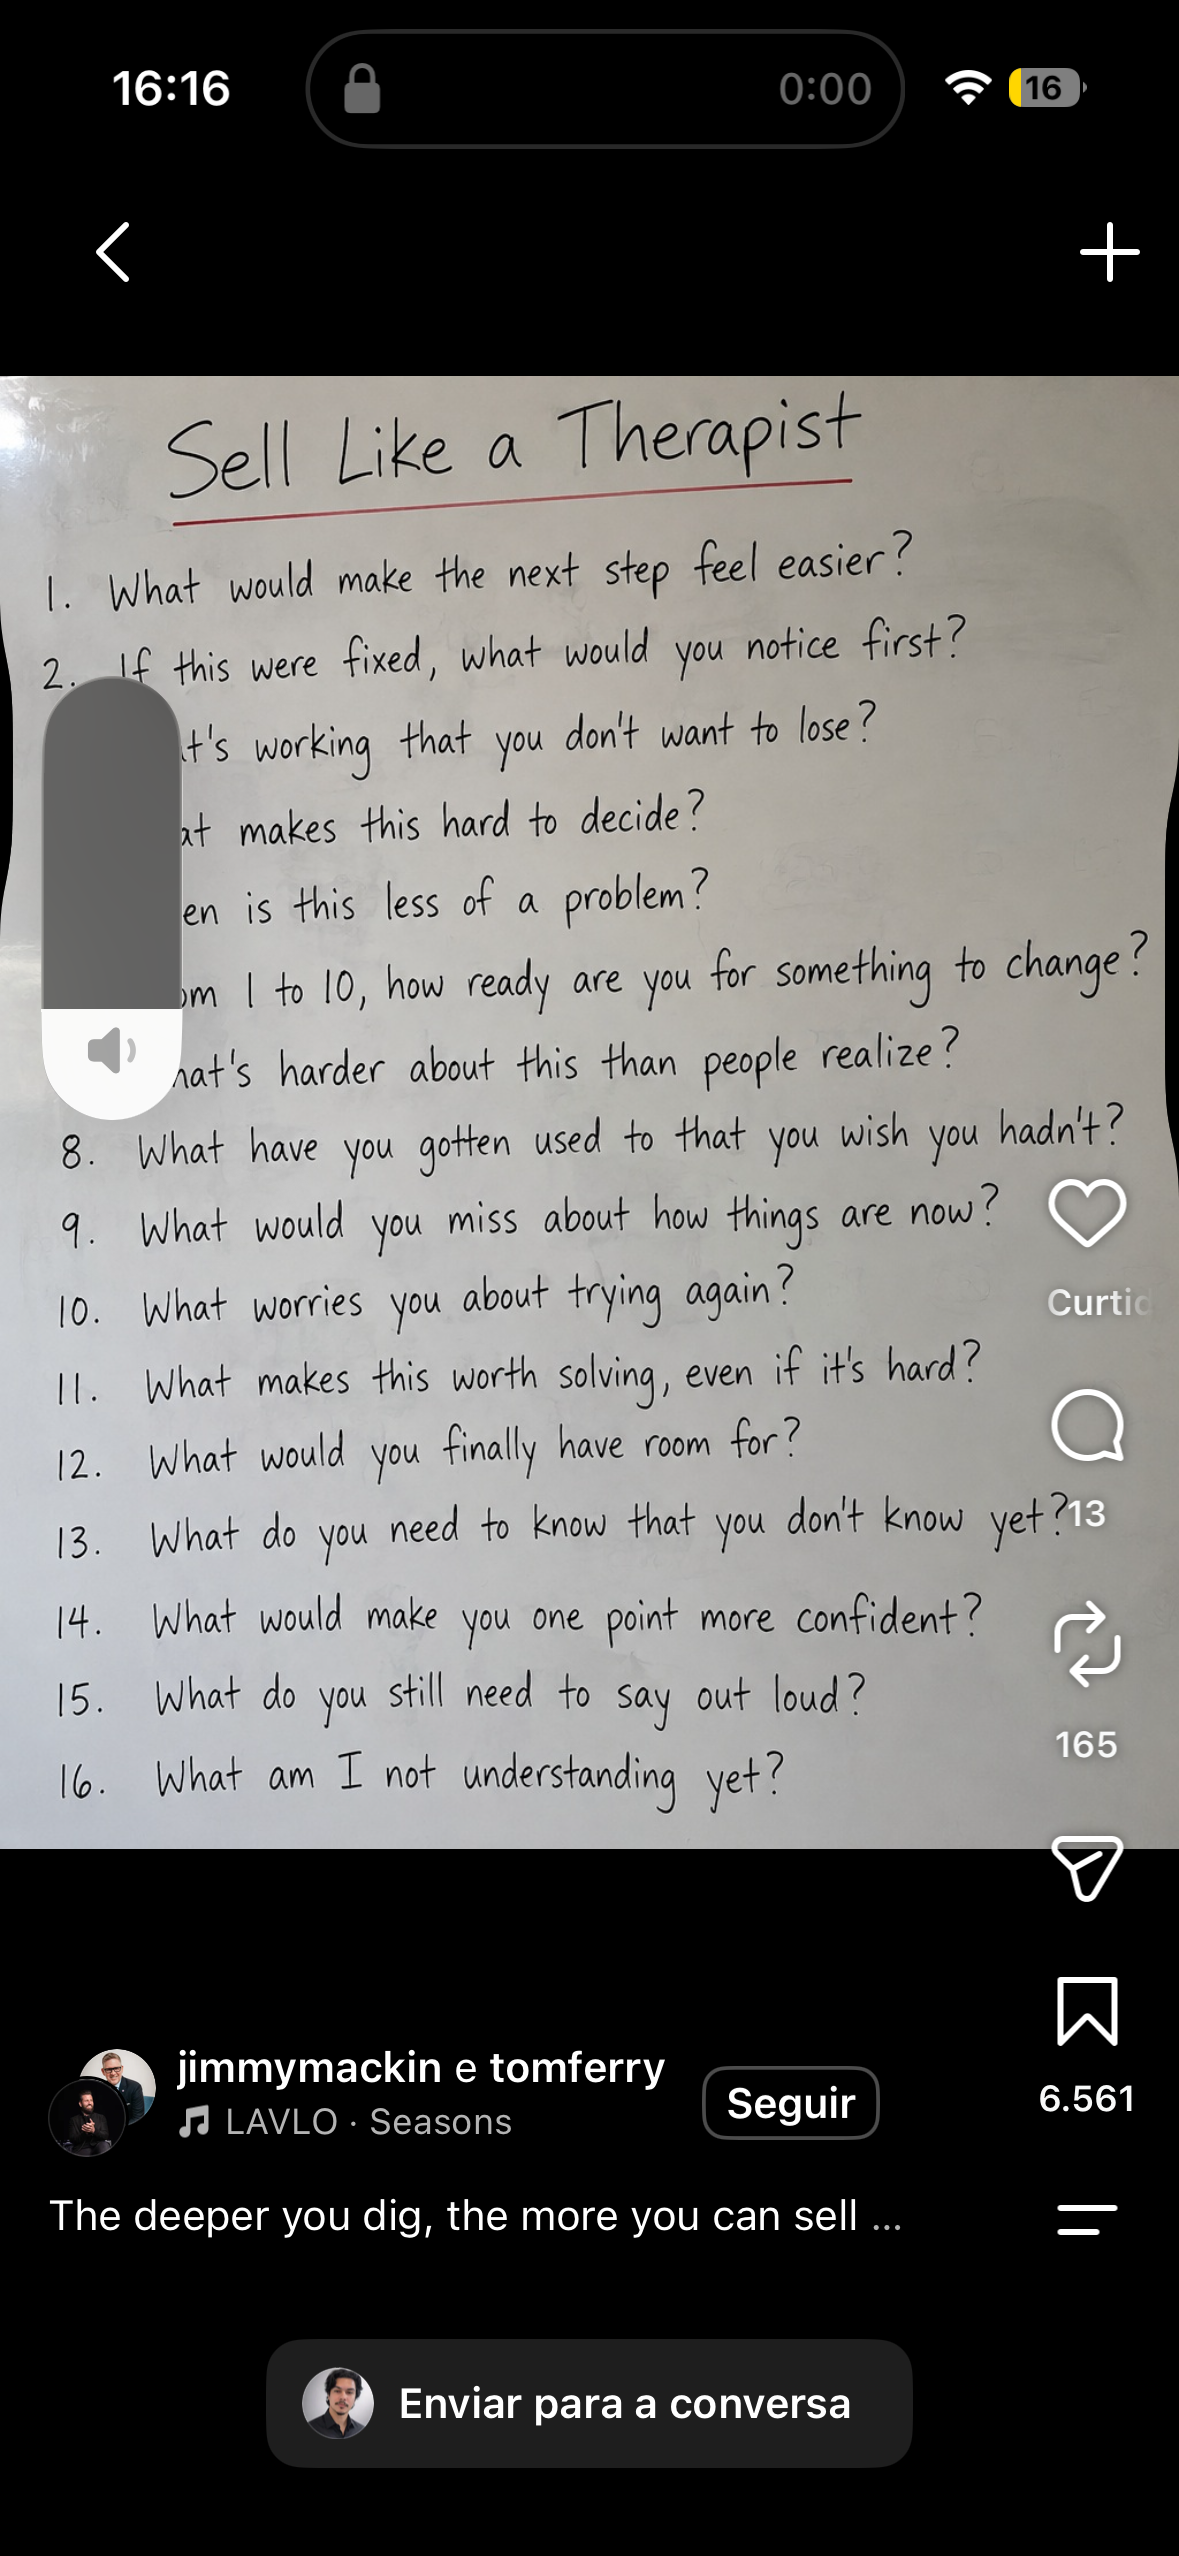 16:16
0:00
16
Sell Like a Therapist
1. What would make the next step feel easier?
2. If this were fixed, what would you notice first?
working that you don't want to lose?
makes this hard to decide?
is this less of a problem?
1 to 10, how ready are you for something to change?
harder about this than people realize?
8. What have you gotten used to that you wish you hadn't?
9. What would you miss about how things are now?
10. What worries you about trying again?
11. What makes this worth solving, even if it's hard?
12. What would you finally have room for?
13. What do you need to know that you don't know yet?
14. What would make you one point more confident?
15. What do you still need to say out loud?
16. What am I not understanding yet?
13
165
6.561
jimmymackin e tomferry
Seguir
LAVLO · Seasons
The deeper you dig, the more you can sell ...
Enviar para a conversa